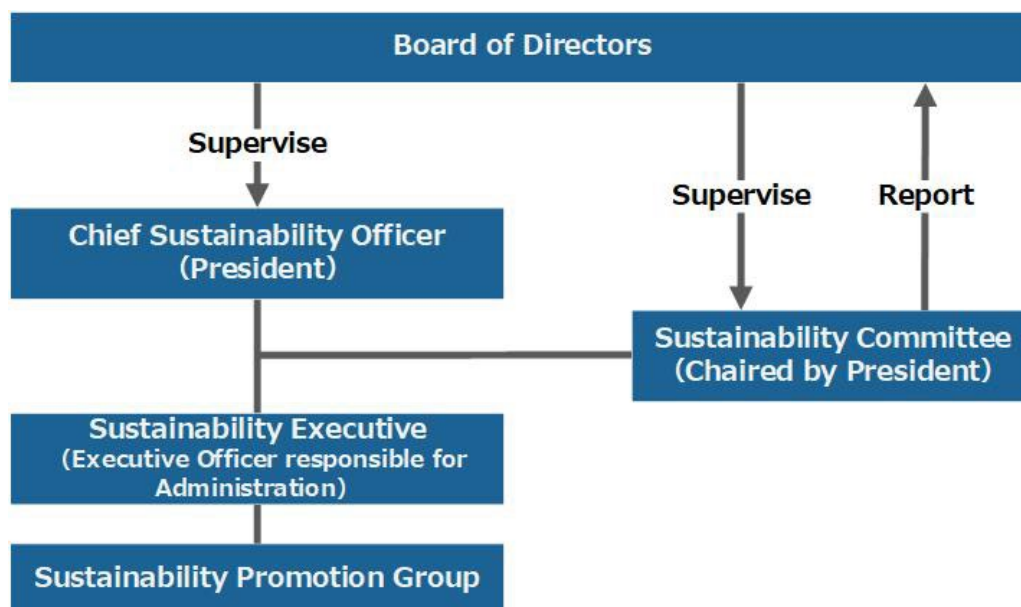 Board of Directors
Supervise
Supervise
Report
Chief Sustainability Officer
(President)
Sustainability Committee
(Chaired by President)
Sustainability Executive
(Executive Officer responsible for
Administration)
Sustainability Promotion Group